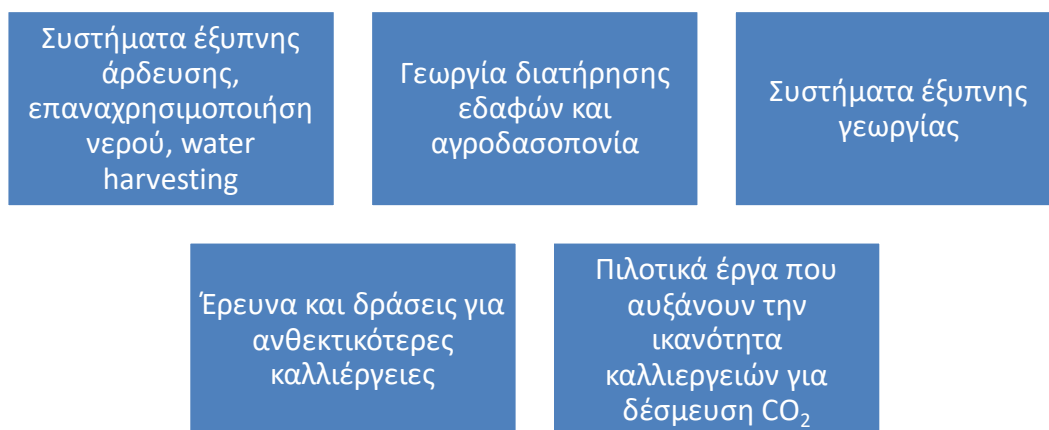 Συστήματα έξυπνης
άρδευσης,
επαναχρησιμοποιήση
νερού, water
harvesting
Γεωργία διατήρησης
εδαφών και
αγροδασοπονία
Συστήματα έξυπνης
γεωργίας
Έρευνα και δράσεις για
ανθεκτικότερες
καλλιέργειες
Πιλοτικά έργα που
αυξάνουν την
ικανότητα
καλλιεργειών για
δέσμευση CO₂